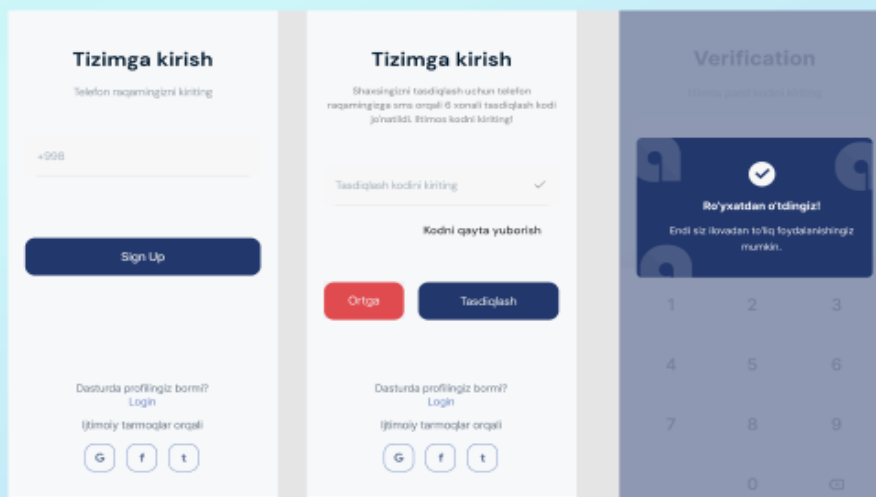 Tizimga kirish
Telefon raqamingizni kiriting
+998
Sign Up
Dasturda profilingiz bormi?
Login
Ijtimoiy tarmoqlar orqali
G f t
Tizimga kirish
Shaxsingizni tasdiqlash uchun telefon
raqamingizga sms orqali 6 xonali tasdiqlash kodi
jo'natildi. Iltimos kodni kiriting!
Tasdiqlash kodini kiriting
Kodni qayta yuborish
Ortga
Tasdiqlash
Dasturda profilingiz bormi?
Login
Ijtimoiy tarmoqlar orqali
G f t
Verification
Ro'yxatdan o'tdingiz!
Endi siz ilovadan to'liq foydalanishingiz
mumkin.
1 2 3
4 5 6
7 8 9
0